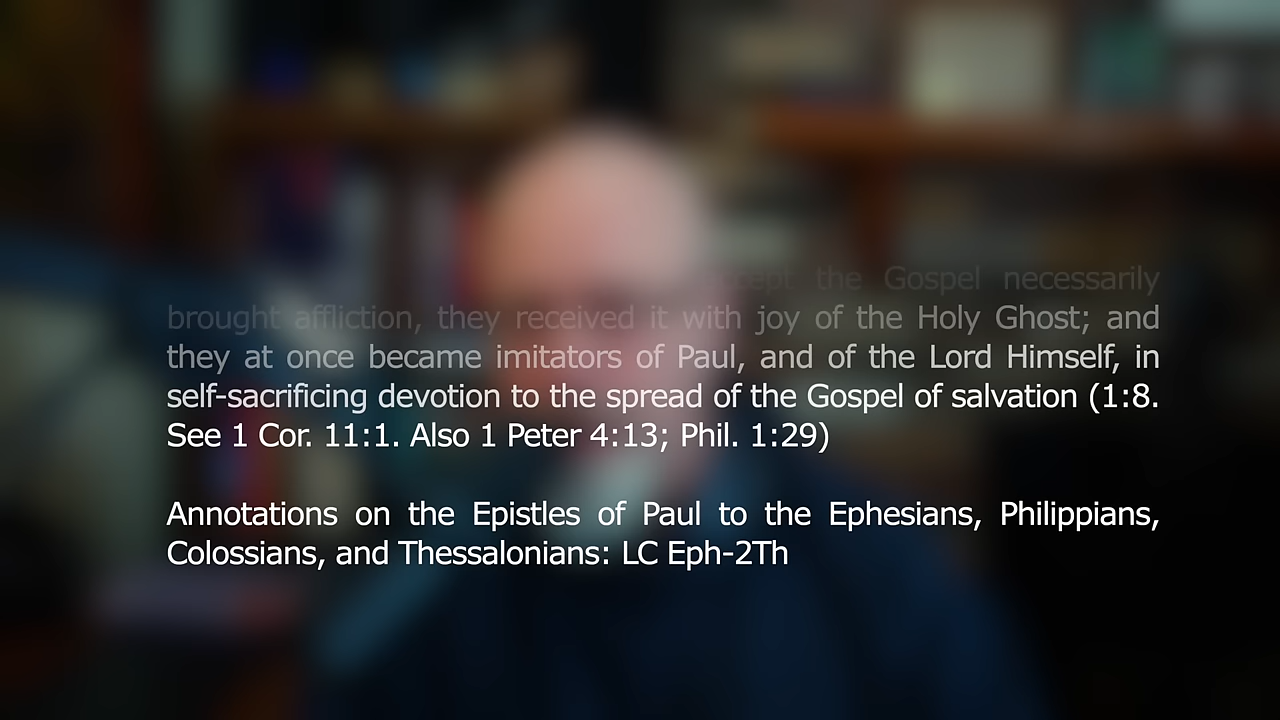 the Gospel necessarily
brought affliction, they received it with joy of the Holy Ghost; and
they at once became imitators of Paul, and of the Lord Himself, in
self-sacrificing devotion to the spread of the Gospel of salvation (1:8.
See 1 Cor. 11:1. Also 1 Peter 4:13; Phil. 1:29)
Annotations on the Epistles of Paul to the Ephesians, Philippians,
Colossians, and Thessalonians: LC Eph-2Th